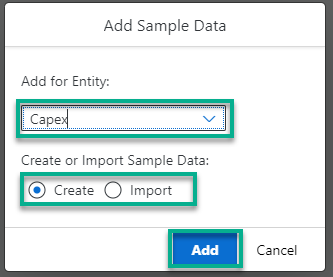 Add Sample Data
Add for Entity:
Capex
Create or Import Sample Data:
Create Import
Add Cancel